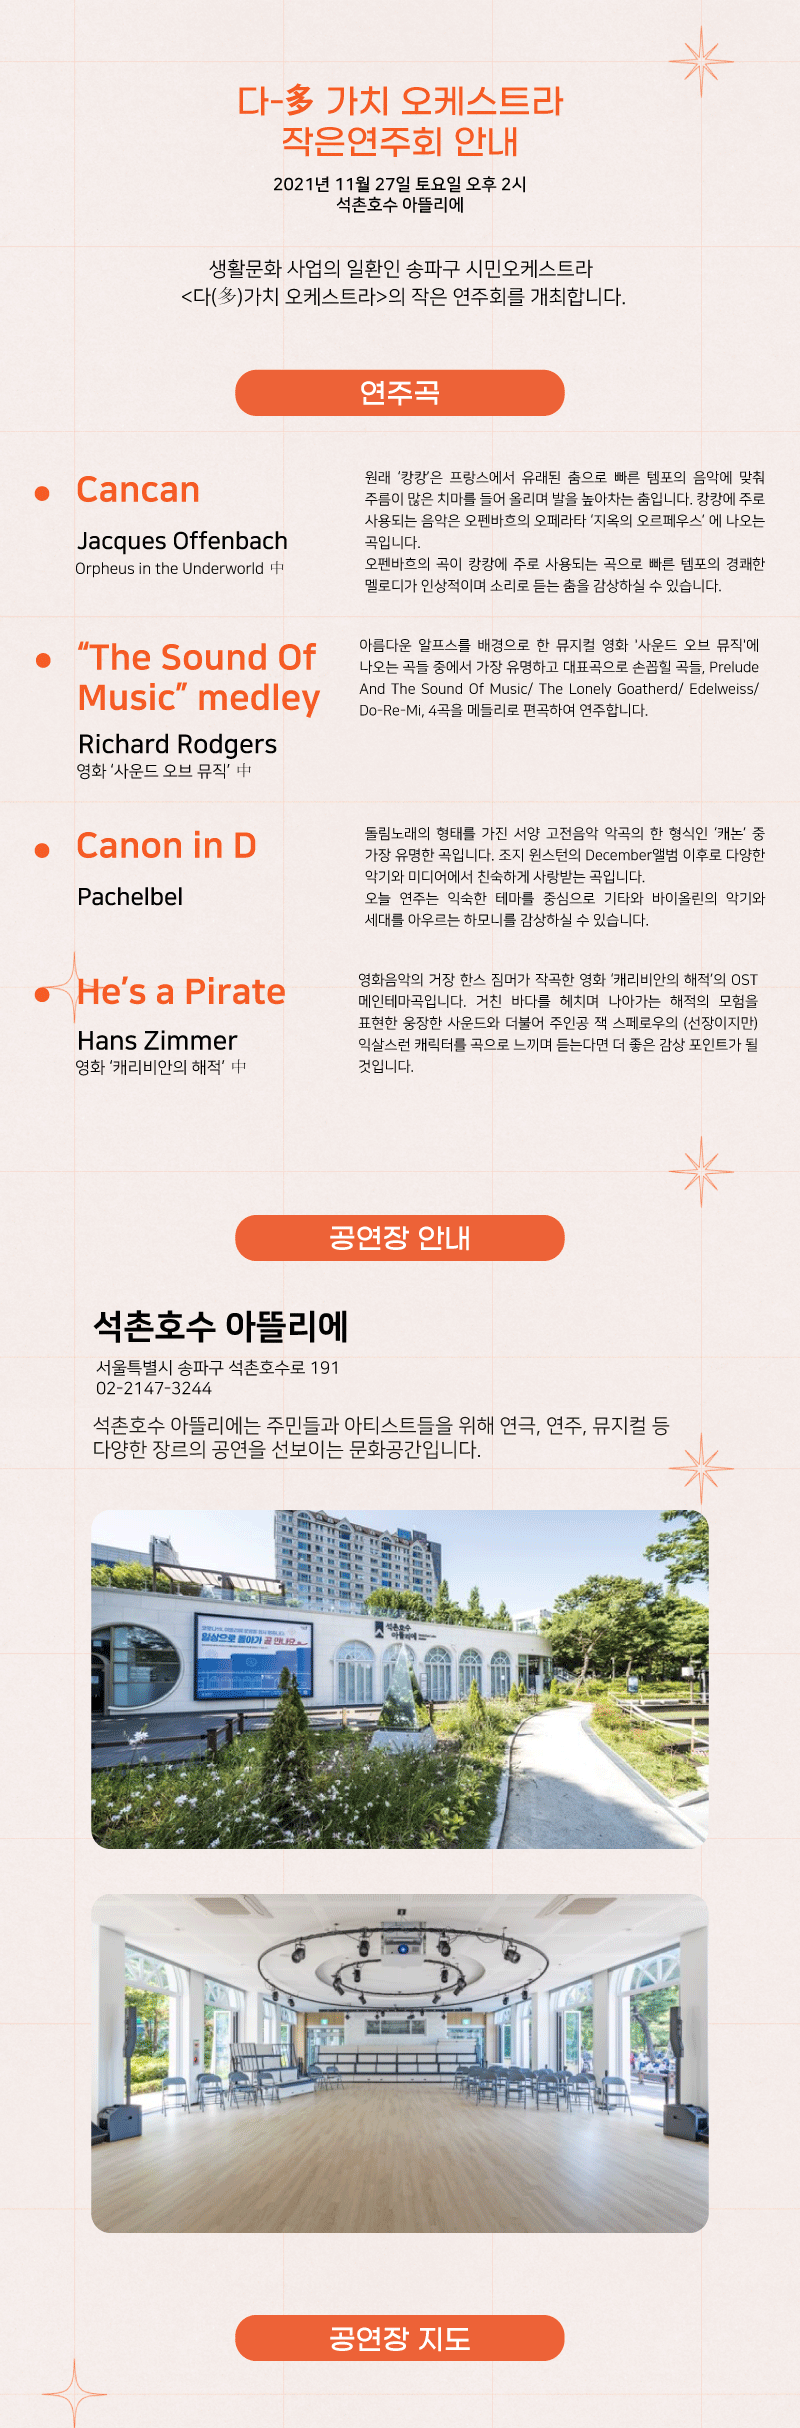 다-多 가치 오케스트라
작은연주회 안내
2021년 11월 27일 토요일 오후 2시
석촌호수 아뜰리에
생활문화 사업의 일환인 송파구 시민오케스트라
<다(多)가치 오케스트라>의 작은 연주회를 개최합니다.
연주곡
Cancan
Jacques Offenbach
Orpheus in the Underworld 中
원래 ‘캉캉’은 프랑스에서 유래된 춤으로 빠른 템포의 음악에 맞춰
주름이 많은 치마를 들어 올리며 발을 높아차는 춤입니다. 캉캉에 주로
사용되는 음악은 오펜바흐의 오페라타 ‘지옥의 오르페우스’ 에 나오는
곡입니다.
오펜바흐의 곡이 캉캉에 주로 사용되는 곡으로 빠른 템포의 경쾌한
멜로디가 인상적이며 소리로 듣는 춤을 감상하실 수 있습니다.
“The Sound Of
Music” medley
Richard Rodgers
영화 ‘사운드 오브 뮤직’ 中
아름다운 알프스를 배경으로 한 뮤지컬 영화 '사운드 오브 뮤직'에
나오는 곡들 중에서 가장 유명하고 대표곡으로 손꼽힐 곡들, Prelude
And The Sound Of Music/ The Lonely Goatherd/ Edelweiss/
Do-Re-Mi, 4곡을 메들리로 편곡하여 연주합니다.
Canon in D
Pachelbel
돌림노래의 형태를 가진 서양 고전음악 악곡의 한 형식인 ‘캐논’ 중
가장 유명한 곡입니다. 조지 윈스턴의 December앨범 이후로 다양한
악기와 미디어에서 친숙하게 사랑받는 곡입니다.
오늘 연주는 익숙한 테마를 중심으로 기타와 바이올린의 악기와
세대를 아우르는 하모니를 감상하실 수 있습니다.
He’s a Pirate
Hans Zimmer
영화 ‘캐리비안의 해적’ 中
영화음악의 거장 한스 짐머가 작곡한 영화 ‘캐리비안의 해적’의 OST
메인테마곡입니다. 거친 바다를 헤치며 나아가는 해적의 모험을
표현한 웅장한 사운드와 더불어 주인공 잭 스페로우의 (선장이지만)
익살스런 캐릭터를 곡으로 느끼며 듣는다면 더 좋은 감상 포인트가 될
것입니다.
공연장 안내
석촌호수 아뜰리에
서울특별시 송파구 석촌호수로 191
02-2147-3244
석촌호수 아뜰리에는 주민들과 아티스트들을 위해 연극, 연주, 뮤지컬 등
다양한 장르의 공연을 선보이는 문화공간입니다.
일상으로 돌아가 곧 만나요
석촌호수
아뜰리에
공연장 지도